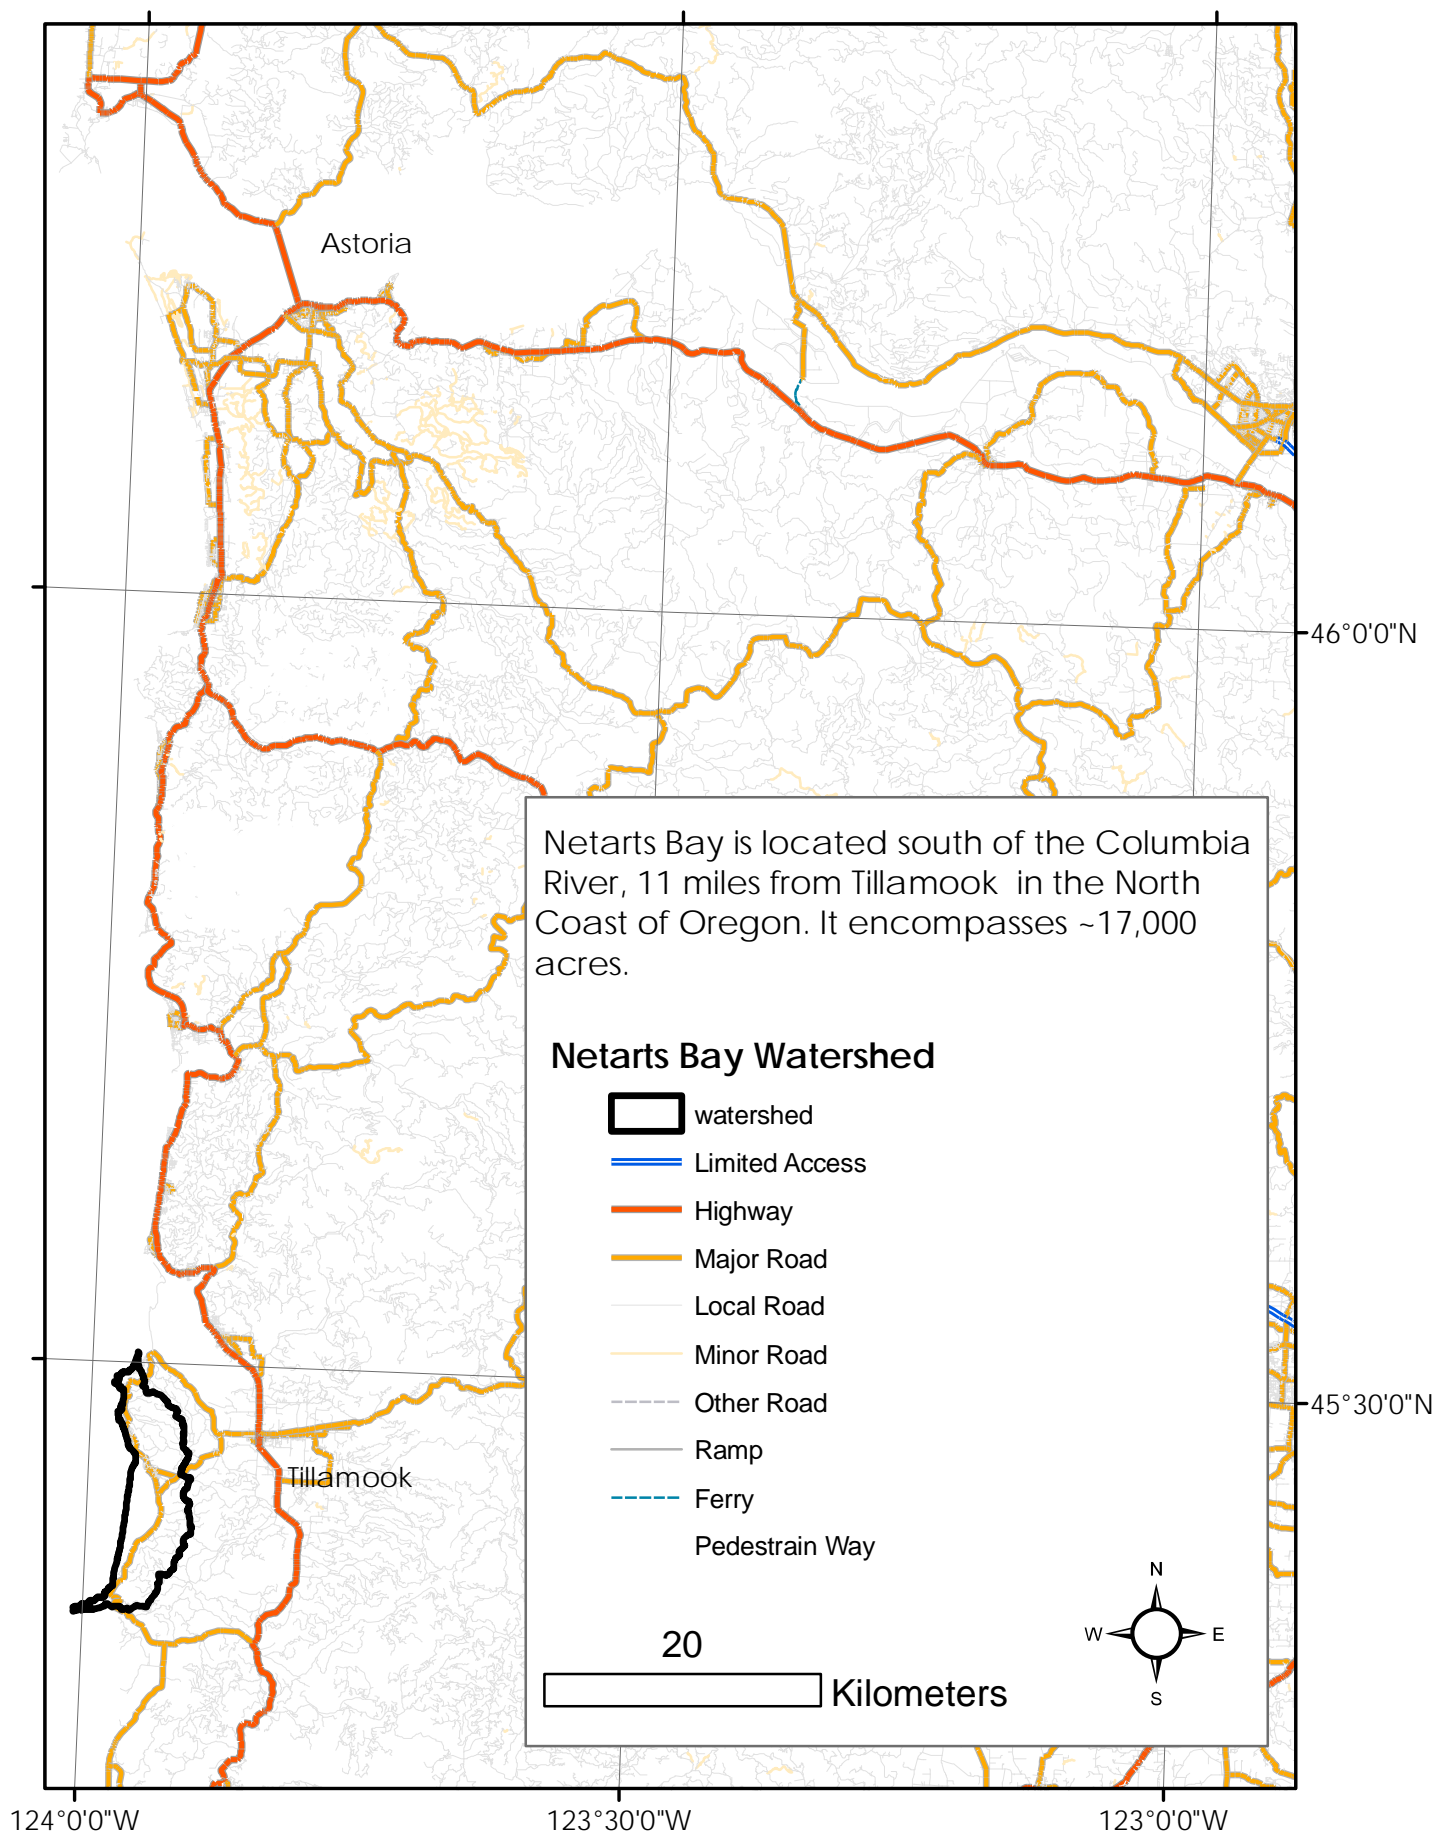 Astoria
46°0'0"N
Netarts Bay is located south of the Columbia
River, 11 miles from Tillamook in the North
Coast of Oregon. It encompasses ~17,000
acres.
Netarts Bay Watershed
watershed
Limited Access
Highway
Major Road
Local Road
Minor Road
Other Road
Ramp
Ferry
Pedestrain Way
45°30'0"N
Tillamook
N
W
E
S
20
Kilometers
124°0'0"W
123°30'0"W
123°0'0"W